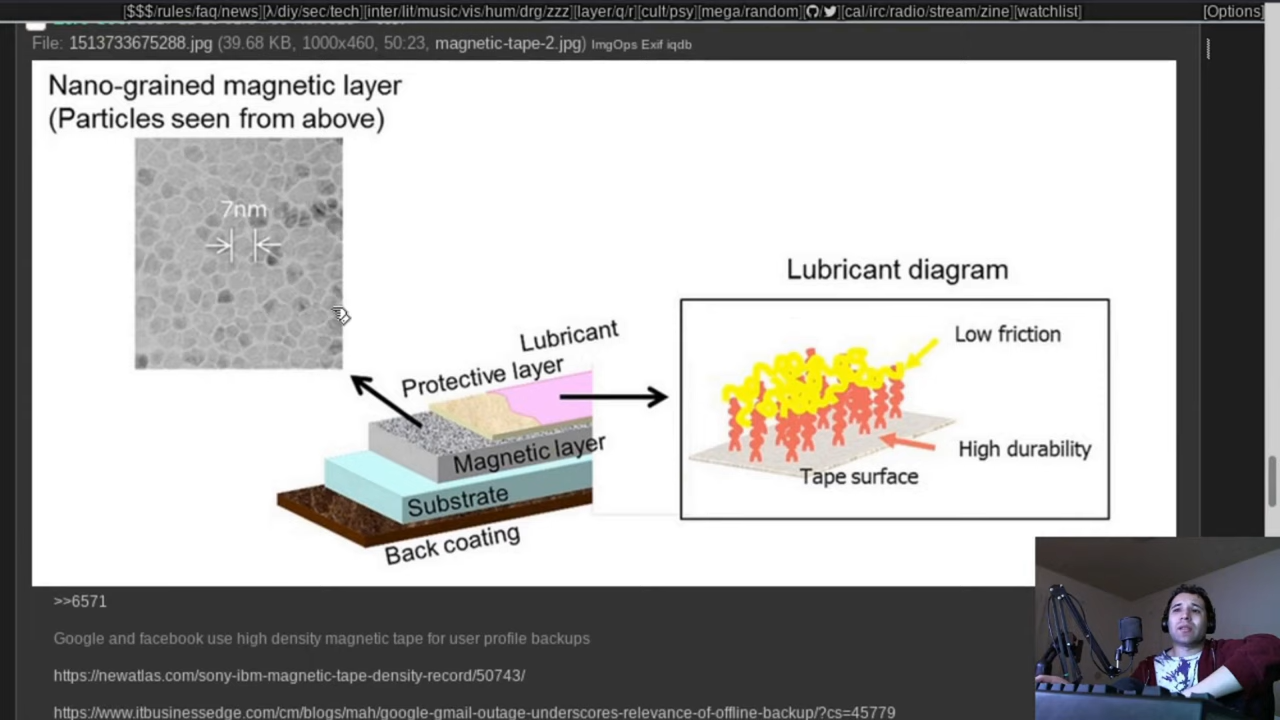 [$$$/rules/faq/news][λ/diy/sec/tech][inter/lit/music/vis/hum/drg/zzz][layer/q/r][cult/psy][mega/random][cal/irc/radio/stream/zine][watchlist]
[Options]
File: 1513733675288.jpg (39.68 KB, 1000x460, 50:23, magnetic-tape-2.jpg) ImgOps Exif iqdb
Nano-grained magnetic layer
(Particles seen from above)
7nm
Lubricant diagram
Low friction
High durability
Tape surface
Lubricant
Protective layer
Magnetic layer
Substrate
Back coating
>>6571
Google and facebook use high density magnetic tape for user profile backups
https://newatlas.com/sony-ibm-magnetic-tape-density-record/50743/
https://www.itbusinessedge.com/cm/blogs/mah/google-gmail-outage-underscores-relevance-of-offline-backup/?cs=45779